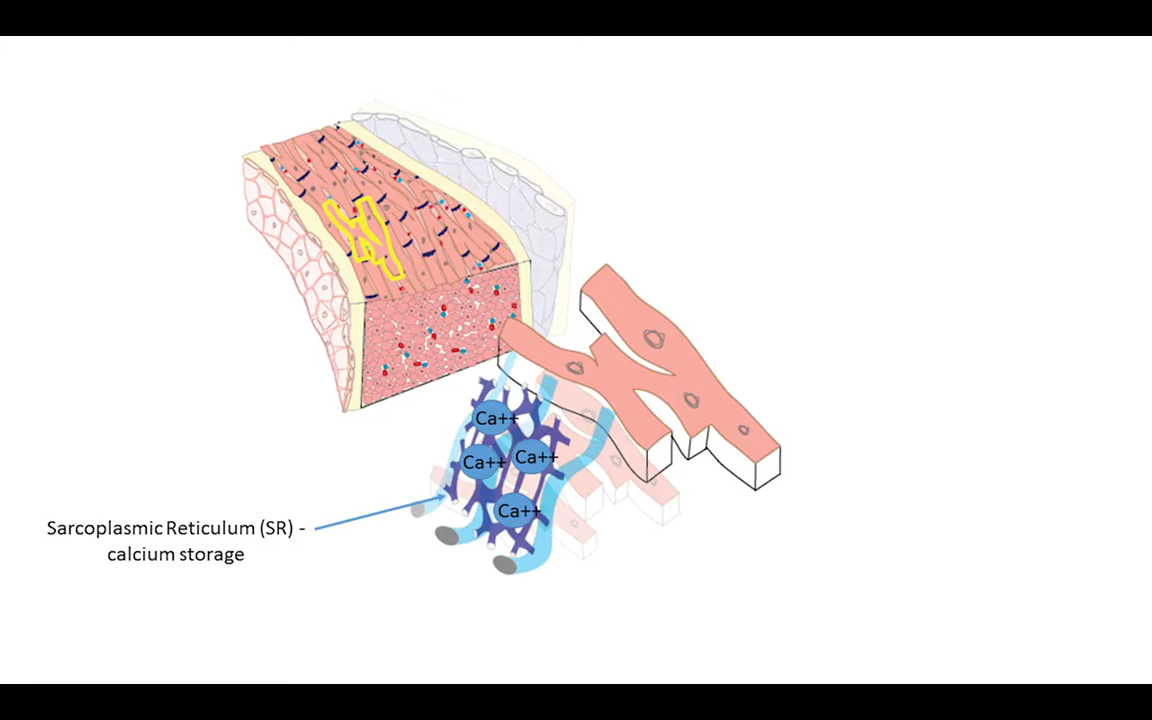 Ca++
Ca++ Ca++
Ca++
Sarcoplasmic Reticulum (SR) -
calcium storage